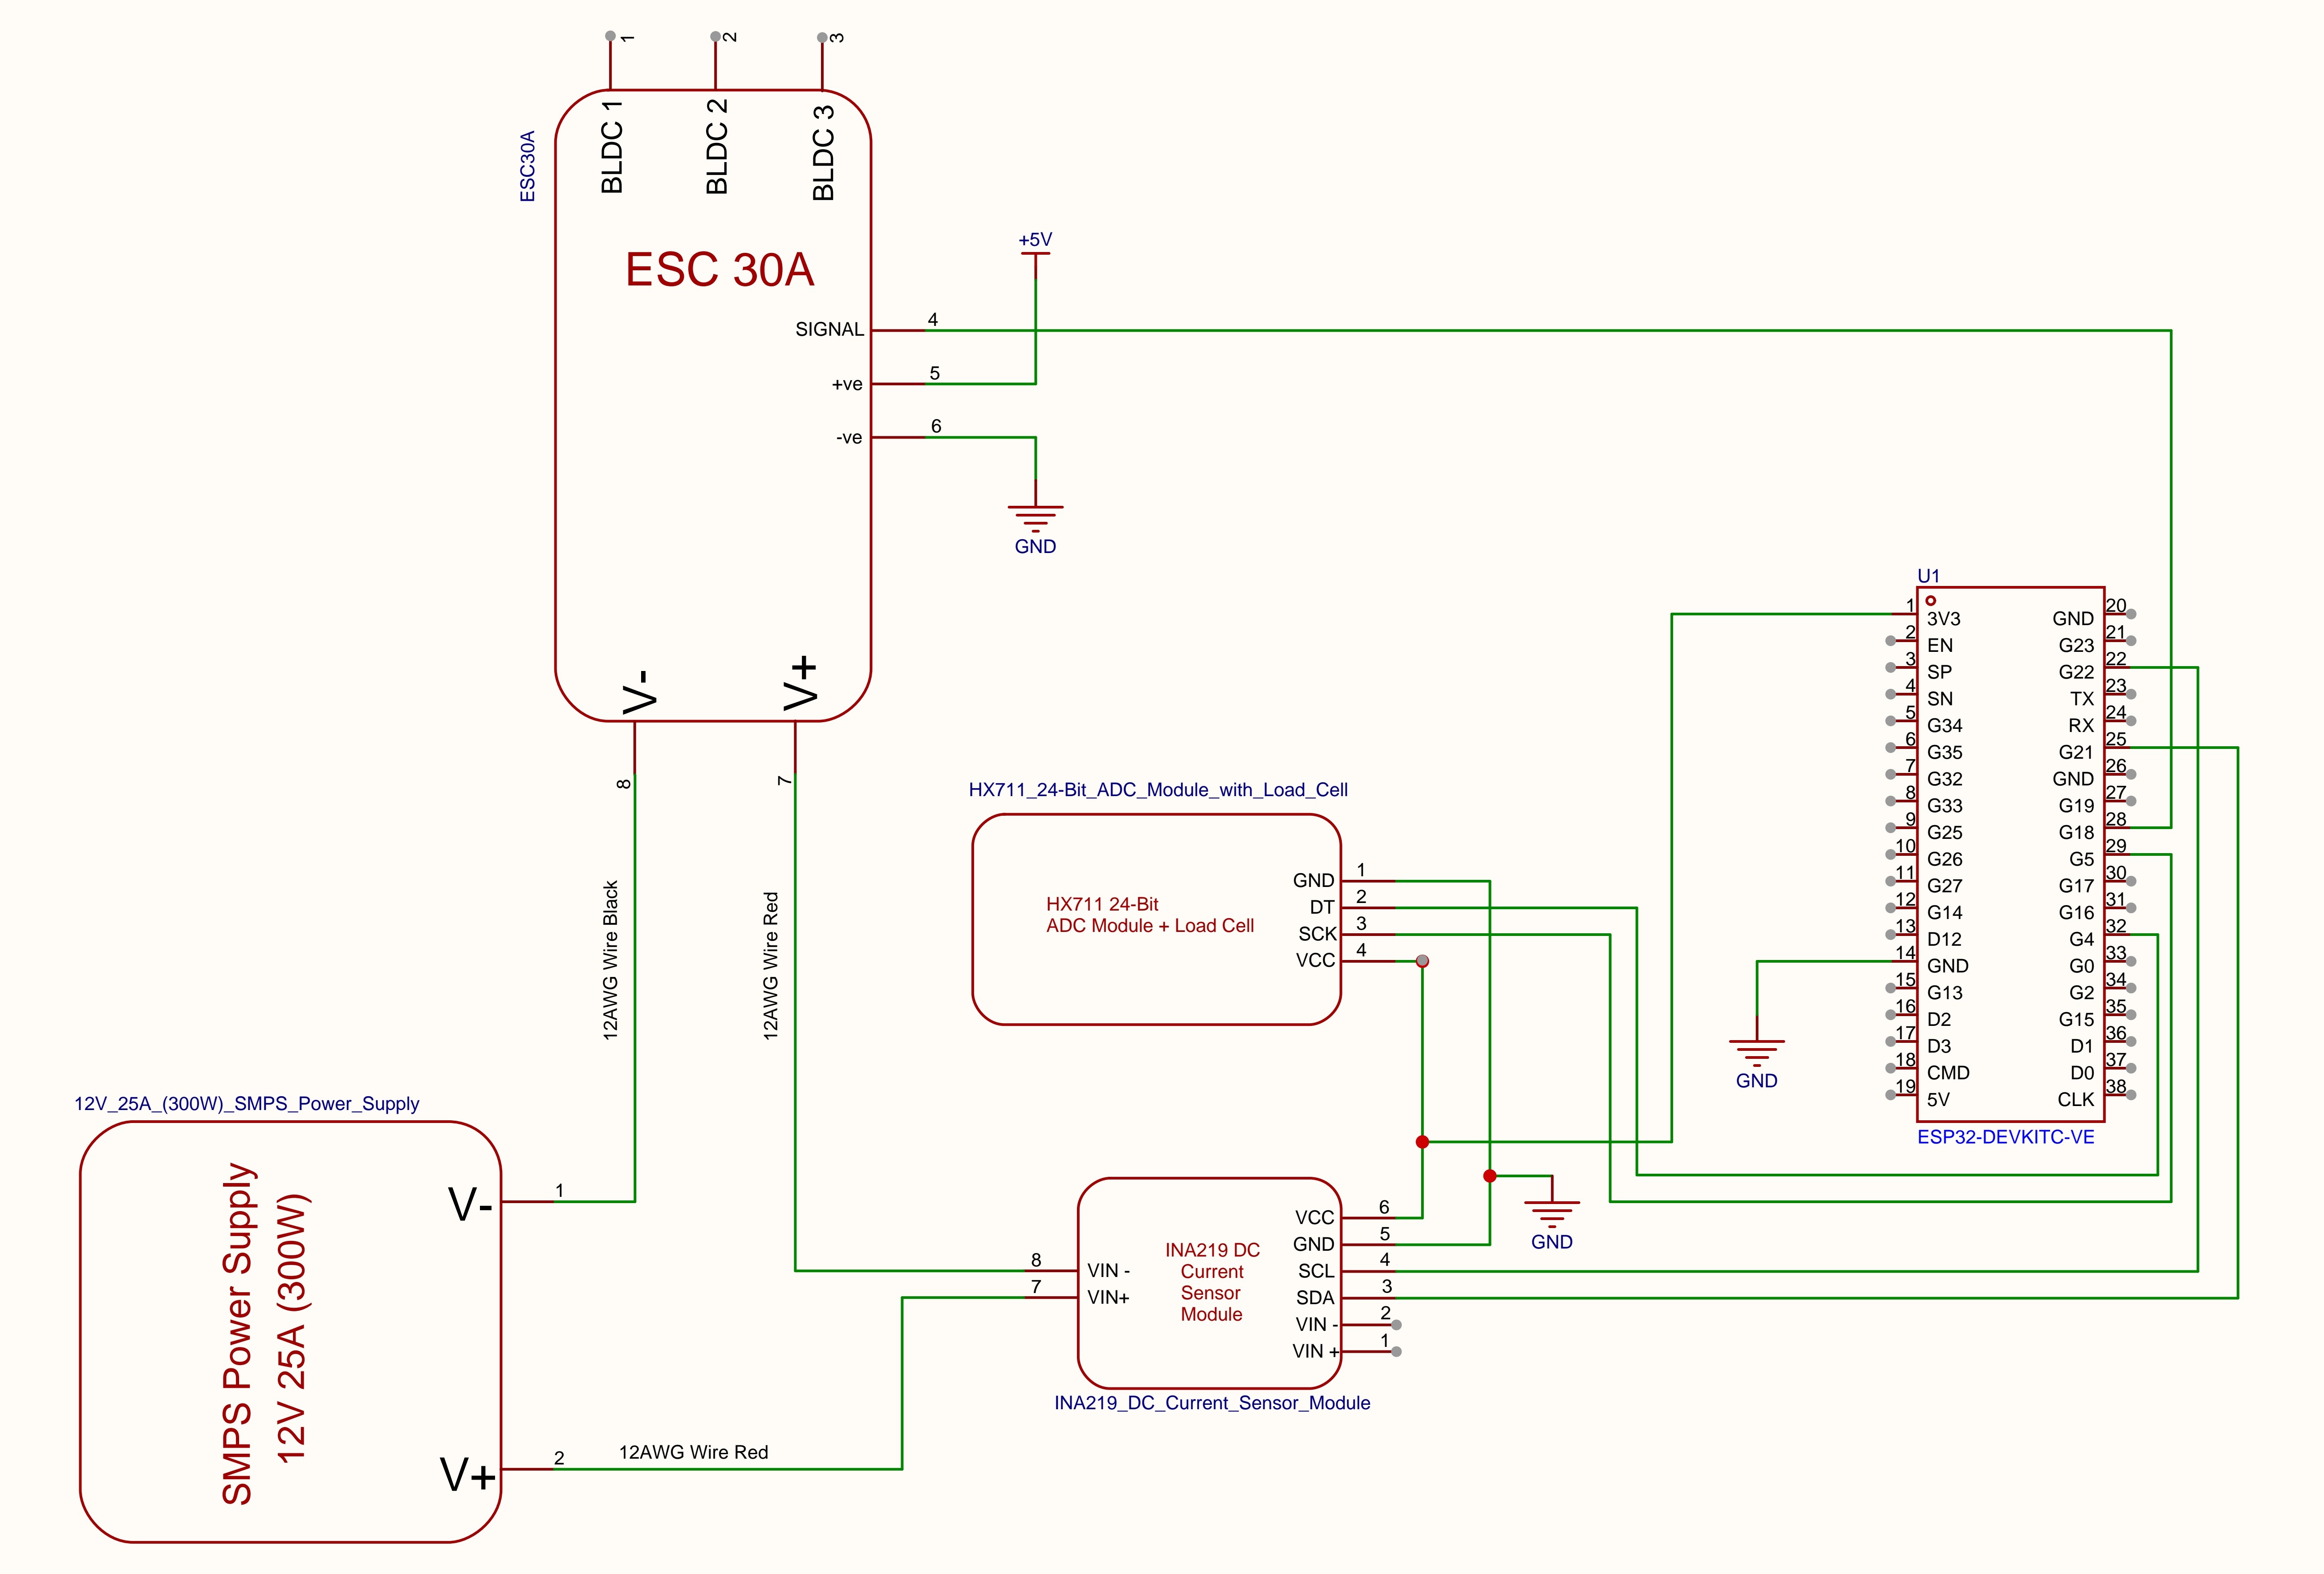 1
2
3
BLDC 1
BLDC 2
BLDC 3
ESC30A
ESC 30A
+5V
SIGNAL
4
+ve
5
-ve
6
GND
V-
V+
8
7
12AWG Wire Black
12AWG Wire Red
HX711_24-Bit_ADC_Module_with_Load_Cell
HX711 24-Bit
ADC Module + Load Cell
GND
1
DT
2
SCK
3
VCC
4
U1
1
3V3
2
EN
3
SP
4
SN
5
G34
6
G35
7
G32
8
G33
9
G25
10
G26
11
G27
12
G14
13
D12
14
GND
15
G13
16
D2
17
D3
18
CMD
19
5V
GND
20
G23
21
G22
22
TX
23
RX
24
G21
25
GND
26
G19
27
G18
28
G5
29
G17
30
G16
31
G4
32
G0
33
G2
34
G15
35
D1
36
D0
37
CLK
38
ESP32-DEVKITC-VE
GND
12V_25A_(300W)_SMPS_Power_Supply
SMPS Power Supply
12V 25A (300W)
V-
1
V+
2
12AWG Wire Red
8
VIN -
7
VIN+
INA219 DC
Current
Sensor
Module
VCC
6
GND
5
SCL
4
SDA
3
VIN -
2
VIN +
1
GND
INA219_DC_Current_Sensor_Module